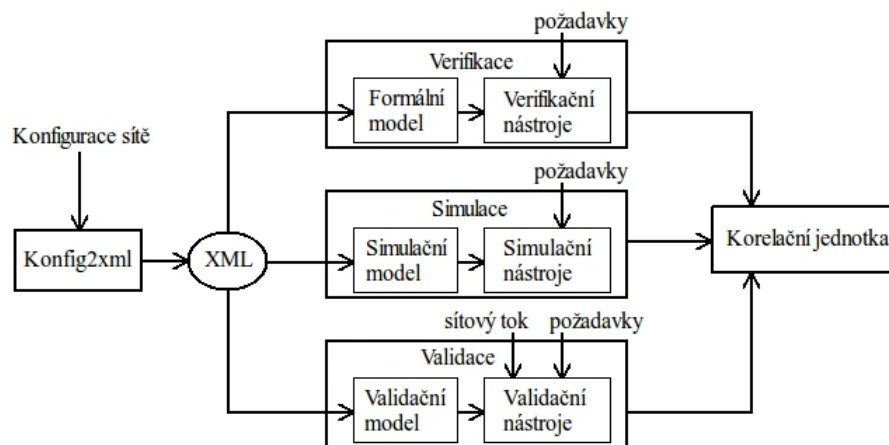 požadavky
Verifikace
Formální
model
Verifikační
nástroje
Konfigurace sítě
požadavky
Simulace
Konfig2xml
XML
Simulační
model
Simulační
nástroje
Korelační jednotka
sítový tok
požadavky
Validace
Validační
model
Validační
nástroje